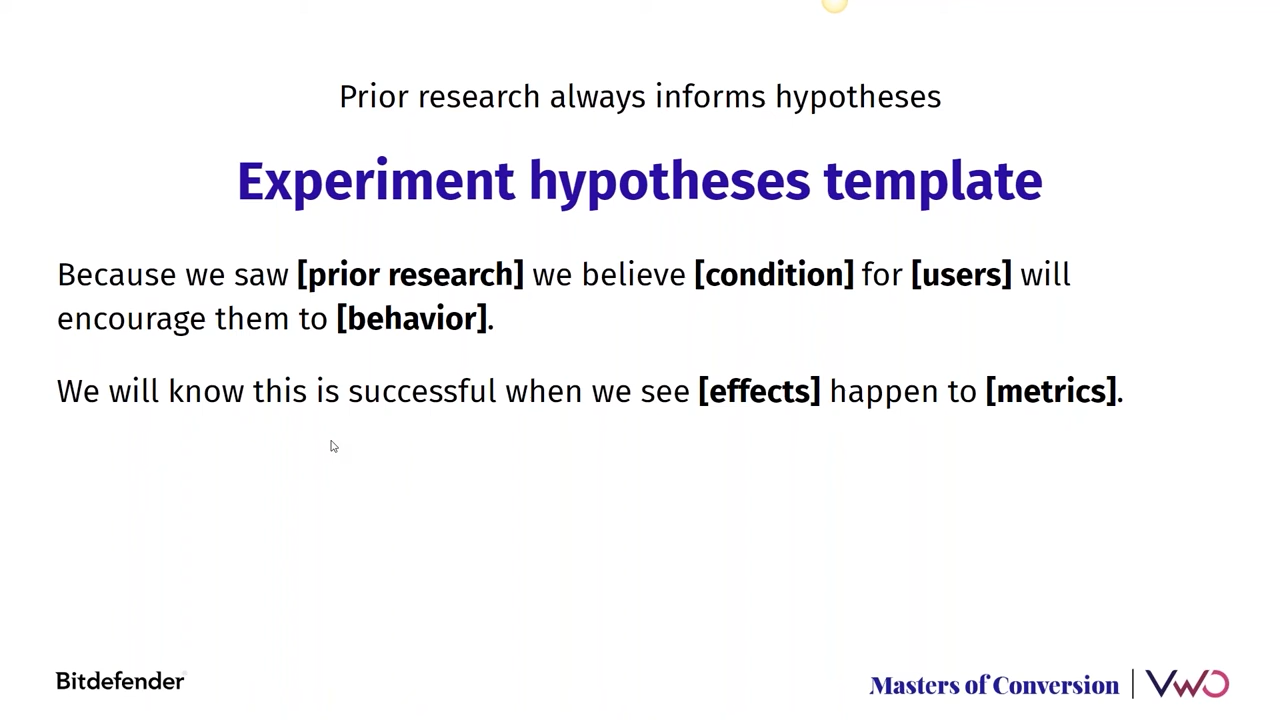 Prior research always informs hypotheses
Experiment hypotheses template
Because we saw [prior research] we believe [condition] for [users] will
encourage them to [behavior].
We will know this is successful when we see [effects] happen to [metrics].
Bitdefender
Masters of Conversion | VWO